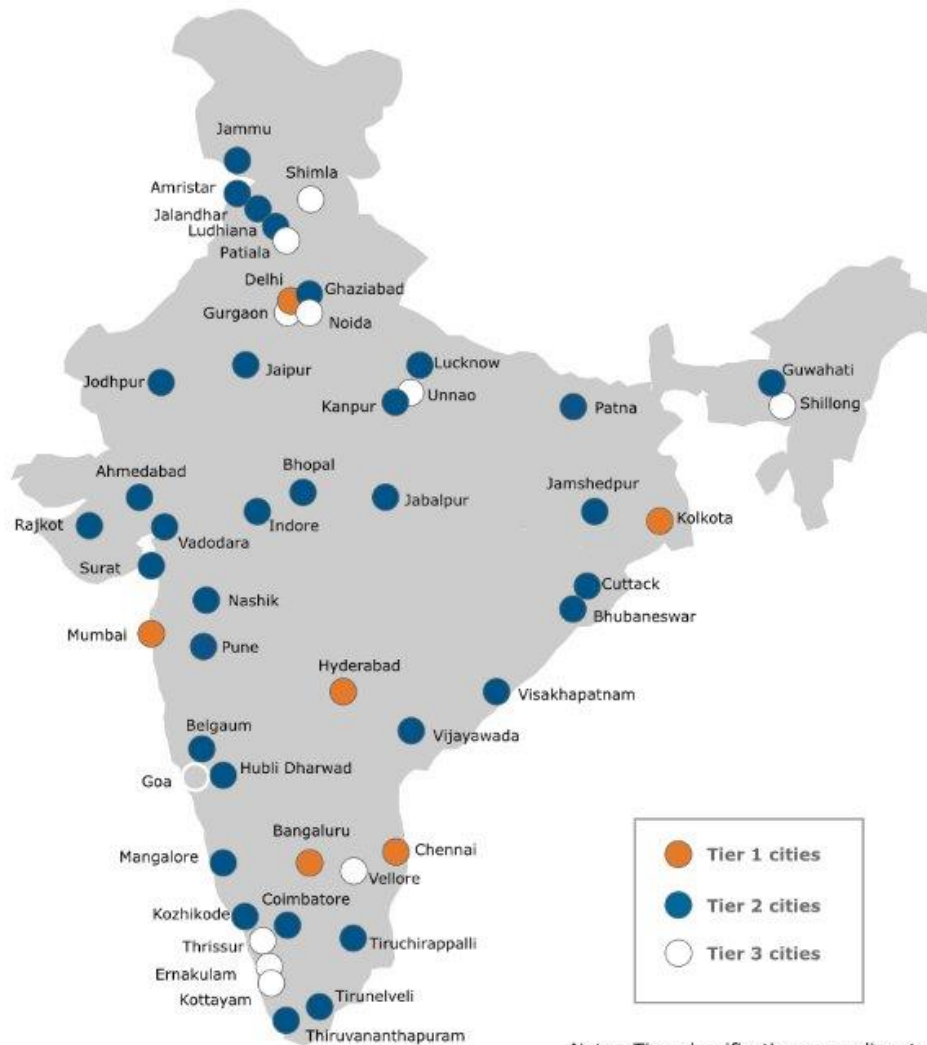 Jammu
Shimla
Amristar
Jalandhar
Ludhiana
Patiala
Delhi
Ghaziabad
Gurgaon
Noida
Jodhpur
Jaipur
Lucknow
Unnao
Kanpur
Patna
Guwahati
Shillong
Ahmedabad
Bhopal
Jabalpur
Jamshedpur
Rajkot
Indore
Kolkota
Vadodara
Surat
Nashik
Cuttack
Bhubaneswar
Mumbai
Pune
Hyderabad
Visakhapatnam
Vijayawada
Belgaum
Hubli Dharwad
Goa
Bangaluru
Chennai
Mangalore
Vellore
Coimbatore
Kozhikode
Thrissur
Tiruchirappalli
Ernakulam
Kottayam
Tirunelveli
Thiruvananthapuram
Tier 1 cities
Tier 2 cities
Tier 3 cities